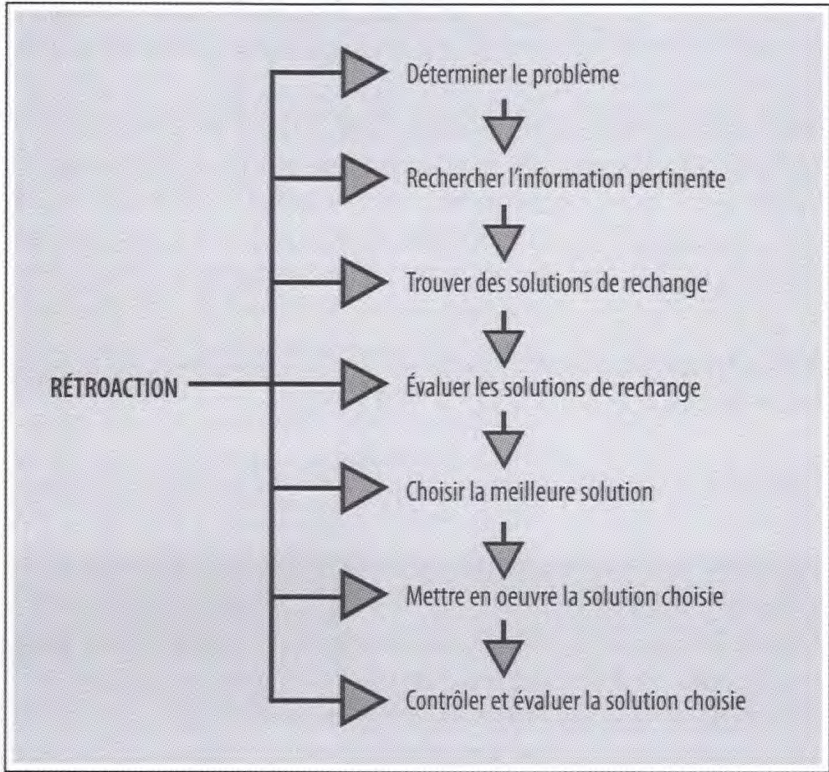 Déterminer le problème
Rechercher l'information pertinente
Trouver des solutions de rechange
RÉTROACTION
Évaluer les solutions de rechange
Choisir la meilleure solution
Mettre en oeuvre la solution choisie
Contrôler et évaluer la solution choisie